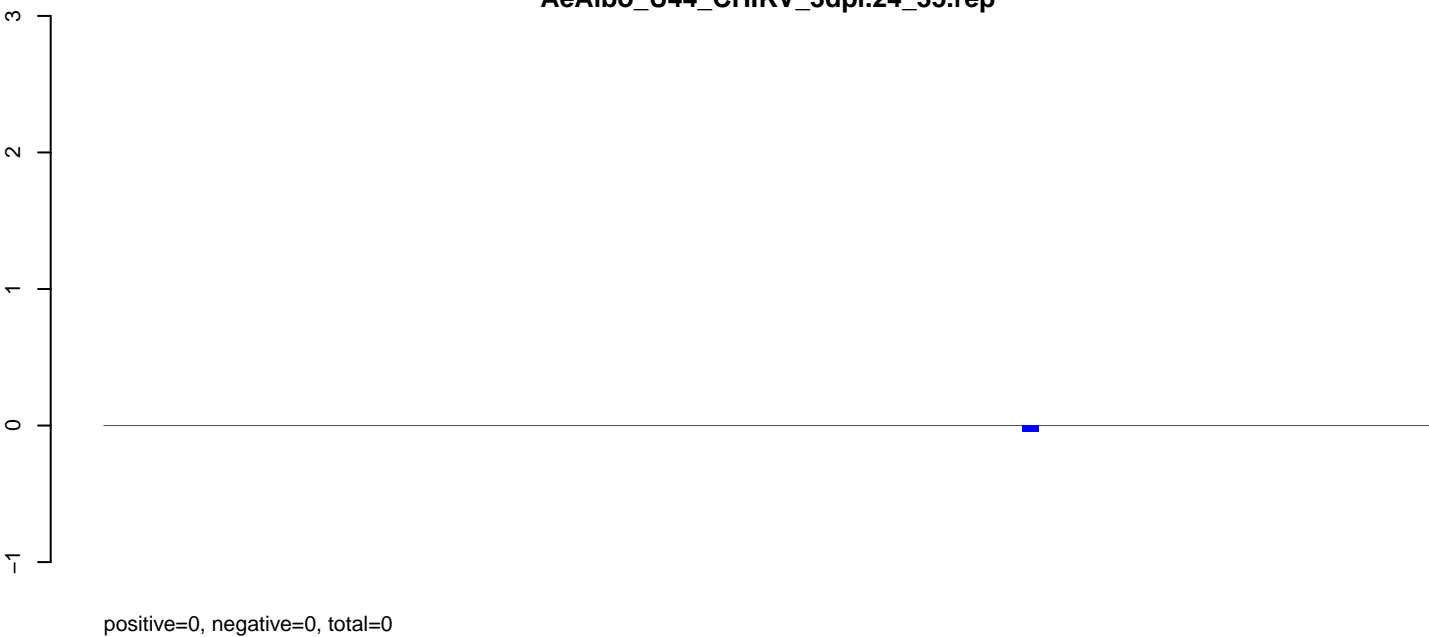 AeAlbo_U44_CHIKV_3dpi.24_35.rep
3
2
1
0
−1
positive=0, negative=0, total=0